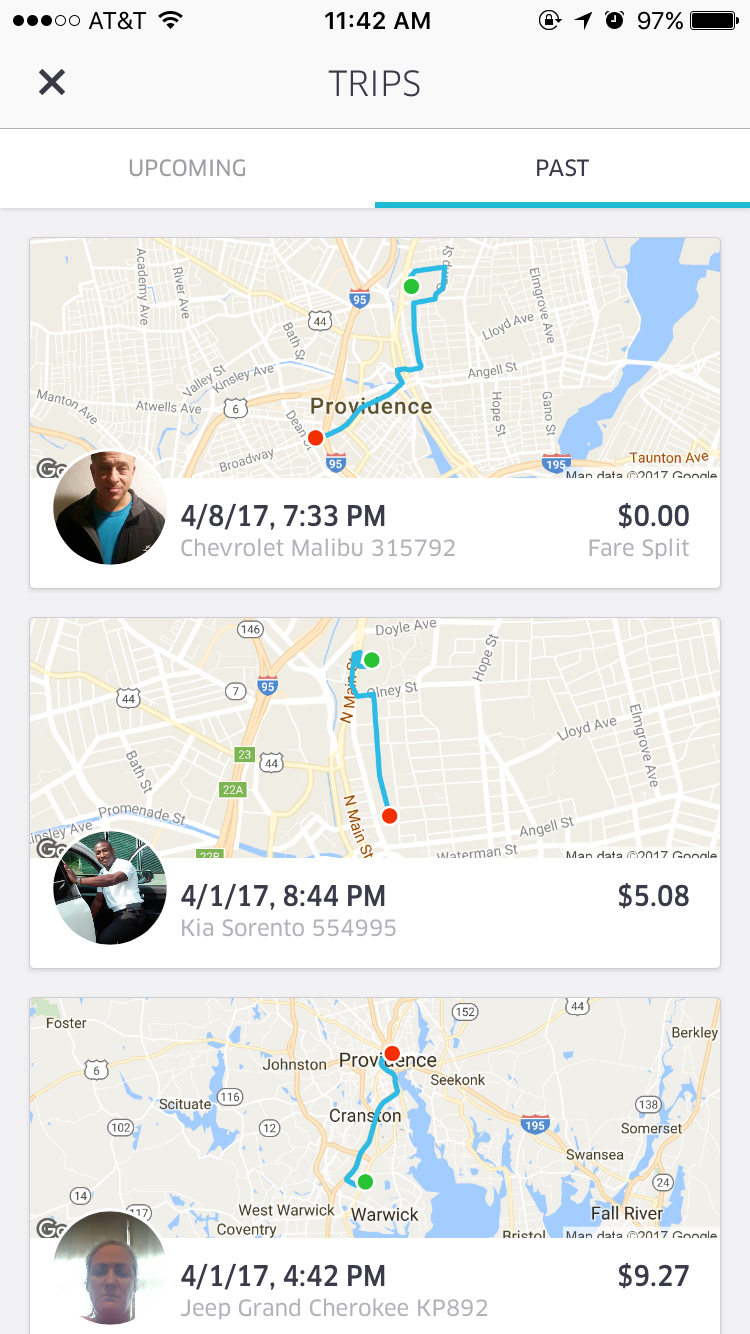 AT&T 11:42 AM 97%
TRIPS
UPCOMING PAST
Academy Ave
River Ave
95
44
Bath St
Elmgrove Ave
Lloyd Ave
Valley St
Kinsley Ave
Angell St
Manton Ave
Atwells Ave
6
Providence
Hope St
Gano St
Dean St
Broadway
95
195
Taunton Ave
Map data ©2017 Google
4/8/17, 7:33 PM $0.00
Chevrolet Malibu 315792 Fare Split
146
Doyle Ave
Hope St
44
7
95
N Main St
Olney St
Lloyd Ave
Elmgrove Ave
23
44
Bath St
22A
Promenade St
N Main St
Angell St
22B
Waterman St
Map data ©2017 Google
4/1/17, 8:44 PM $5.08
Kia Sorento 554995
Foster
152
44
Berkley
6
Johnston
Providence
Seekonk
Scituate
116
Cranston
138
102
12
195
Somerset
Swansea
14
24
117
West Warwick
Warwick
Fall River
Coventry
Bristol
Map data ©2017 Google
4/1/17, 4:42 PM $9.27
Jeep Grand Cherokee KP892